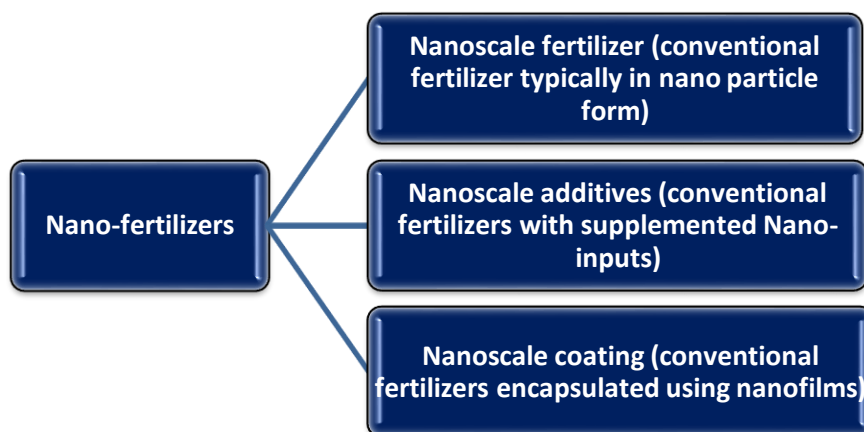 Nanoscale fertilizer (conventional
fertilizer typically in nano particle
form)
Nano-fertilizers
Nanoscale additives (conventional
fertilizers with supplemented Nano-
inputs)
Nanoscale coating (conventional
fertilizers encapsulated using nanofilms)